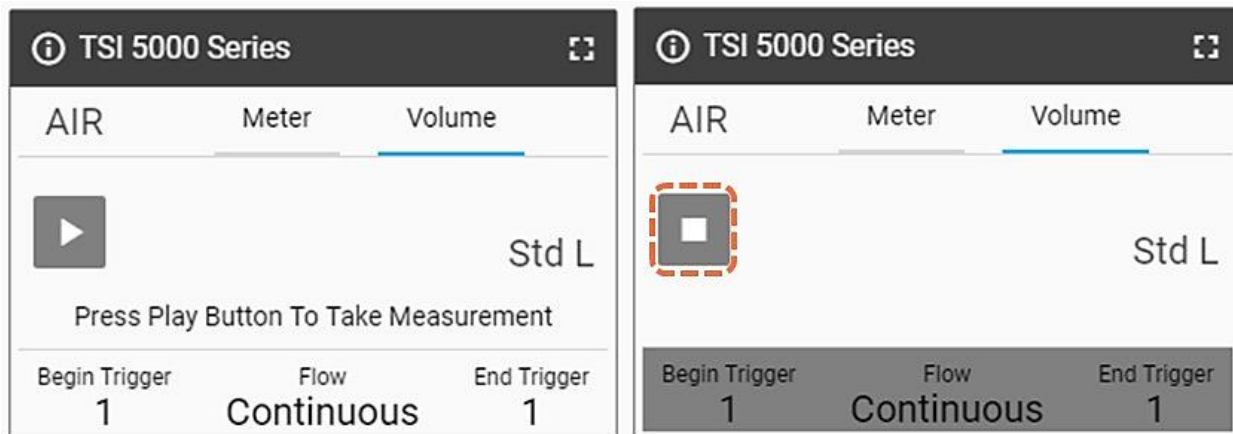 TSI 5000 Series
AIR Meter Volume
Std L
Press Play Button To Take Measurement
Begin Trigger Flow End Trigger
1 Continuous 1
TSI 5000 Series
AIR Meter Volume
Std L
Begin Trigger Flow End Trigger
1 Continuous 1